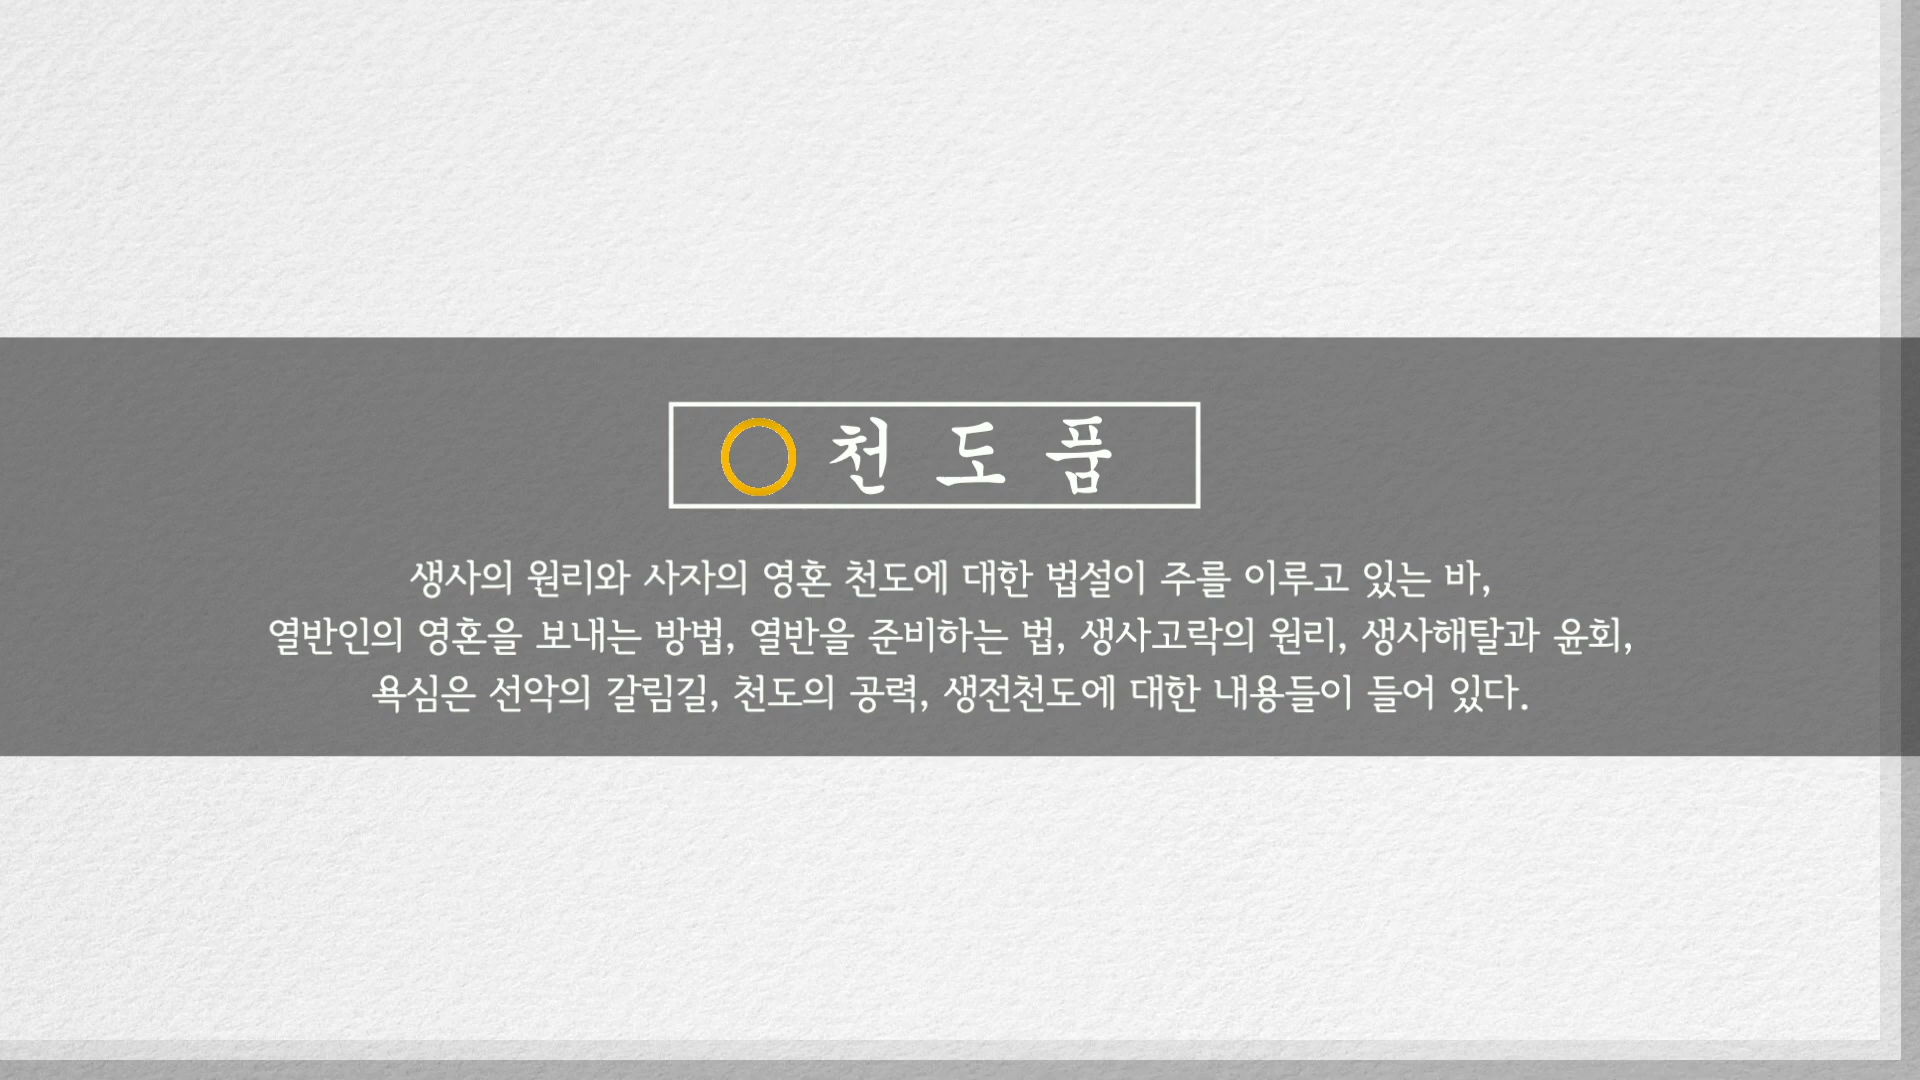 천 도 품
생사의 원리와 사자의 영혼 천도에 대한 법설이 주를 이루고 있는 바,
열반인의 영혼을 보내는 방법, 열반을 준비하는 법, 생사고락의 원리, 생사해탈과 윤회,
욕심은 선악의 갈림길, 천도의 공력, 생전천도에 대한 내용들이 들어 있다.